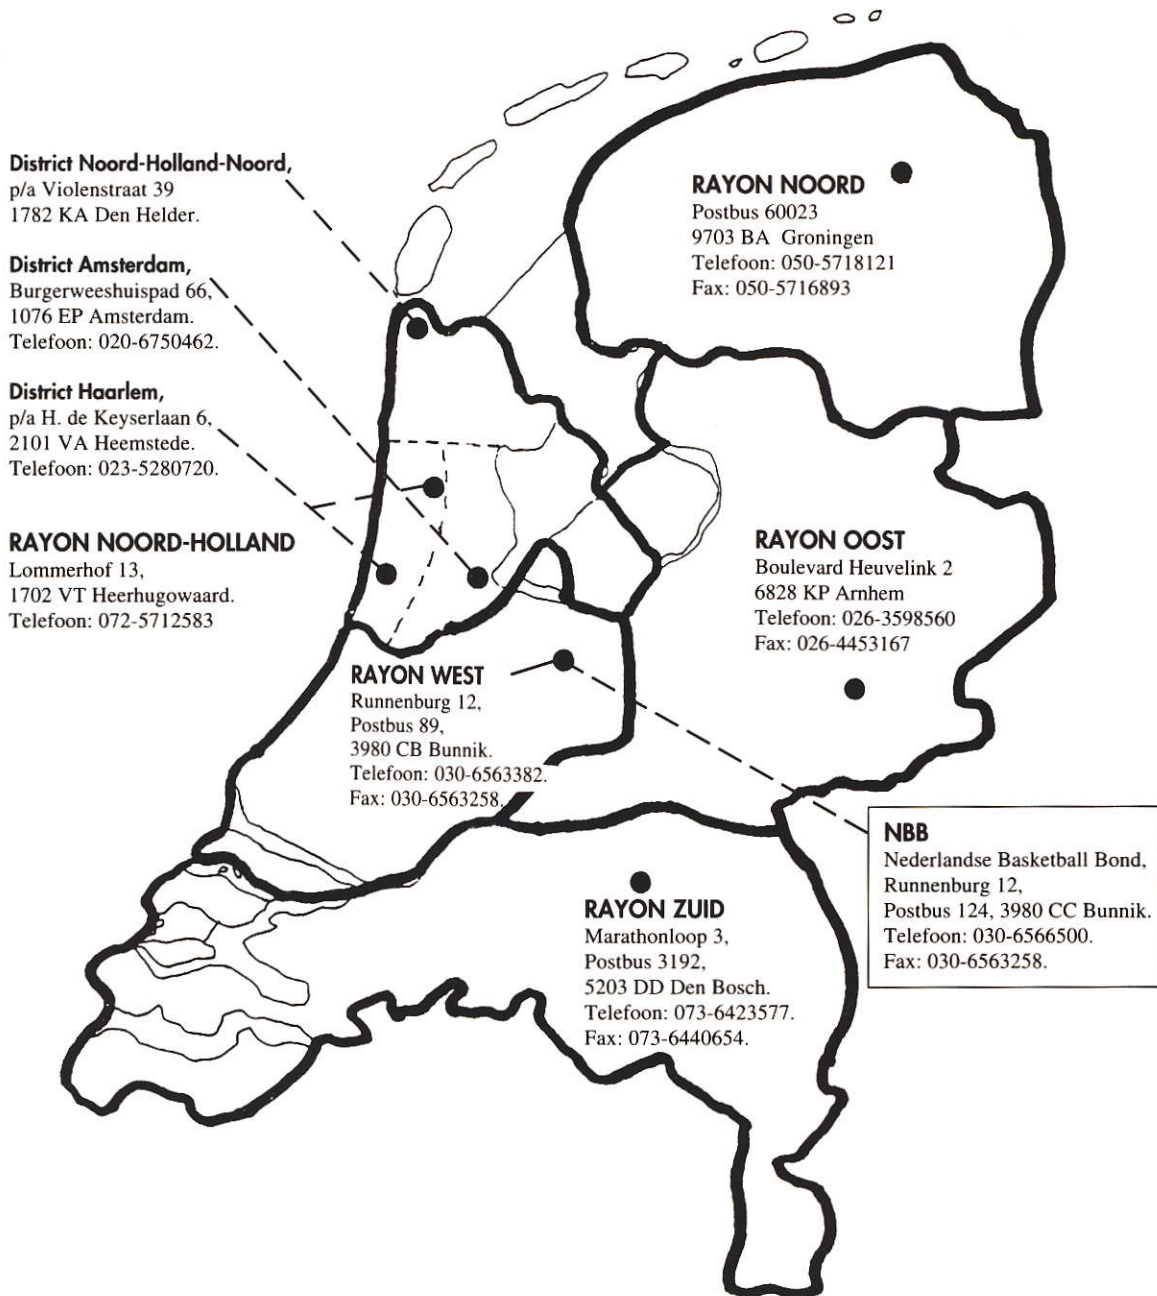 District Noord-Holland-Noord,
p/a Violenstraat 39
1782 KA Den Helder.
District Amsterdam,
Burgerweeshuispad 66,
1076 EP Amsterdam.
Telefoon: 020-6750462.
District Haarlem,
p/a H. de Keyserlaan 6,
2101 VA Heemstede.
Telefoon: 023-5280720.
RAYON NOORD-HOLLAND
Lommerhof 13,
1702 VT Heerhugowaard.
Telefoon: 072-5712583
RAYON NOORD
Postbus 60023
9703 BA Groningen
Telefoon: 050-5718121
Fax: 050-5716893
RAYON OOST
Boulevard Heuvelink 2
6828 KP Arnhem
Telefoon: 026-3598560
Fax: 026-4453167
RAYON WEST
Runnenburg 12,
Postbus 89,
3980 CB Bunnik.
Telefoon: 030-6563382.
Fax: 030-6563258.
NBB
Nederlandse Basketball Bond,
Runnenburg 12,
Postbus 124, 3980 CC Bunnik.
Telefoon: 030-6566500.
Fax: 030-6563258.
RAYON ZUID
Marathonloop 3,
Postbus 3192,
5203 DD Den Bosch.
Telefoon: 073-6423577.
Fax: 073-6440654.